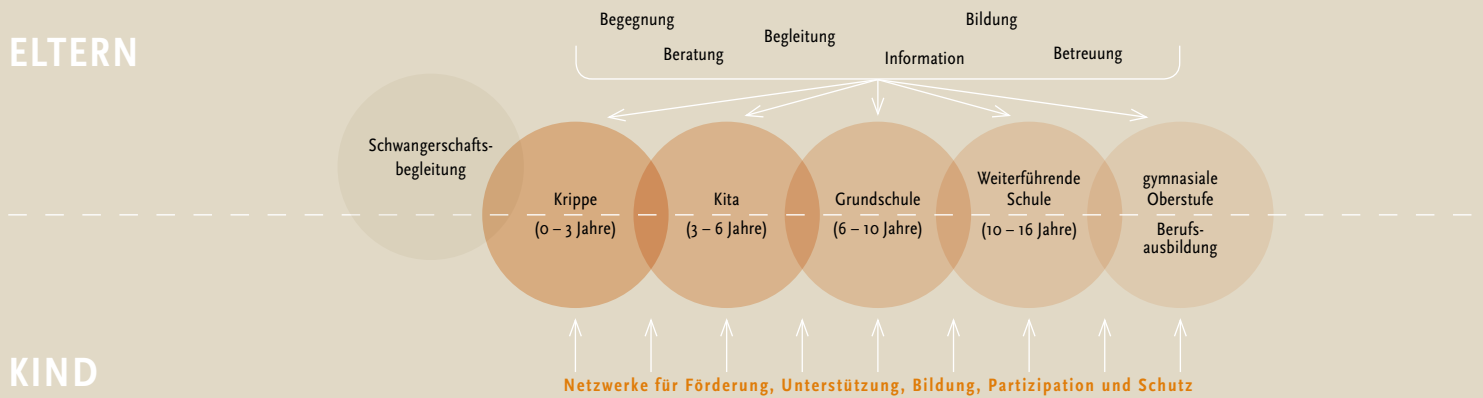 ELTERN
Begegnung
Bildung
Begleitung
Beratung
Information
Betreuung
Schwangerschafts-
begleitung
Krippe
(0 – 3 Jahre)
Kita
(3 – 6 Jahre)
Grundschule
(6 – 10 Jahre)
Weiterführende
Schule
(10 – 16 Jahre)
gymnasiale
Oberstufe
Berufs-
ausbildung
KIND
Netzwerke für Förderung, Unterstützung, Bildung, Partizipation und Schutz